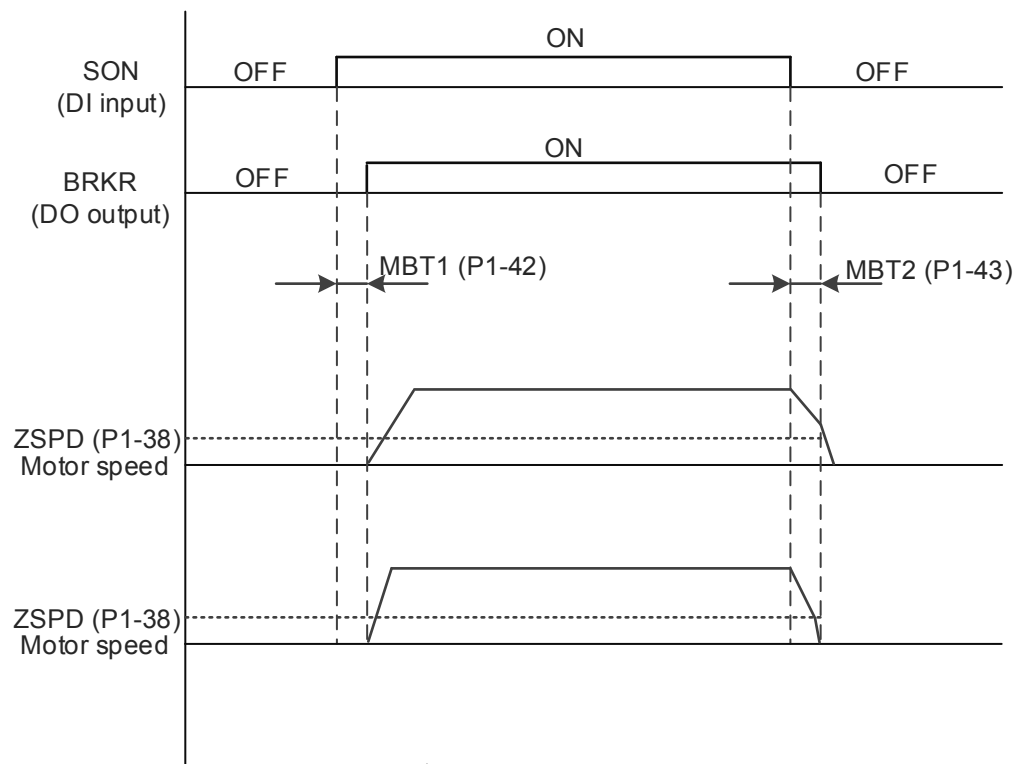 ON
SON
(DI input)
OFF
OFF
ON
BRKR
(DO output)
OFF
OFF
MBT1 (P1-42)
MBT2 (P1-43)
ZSPD (P1-38)
Motor speed
ZSPD (P1-38)
Motor speed